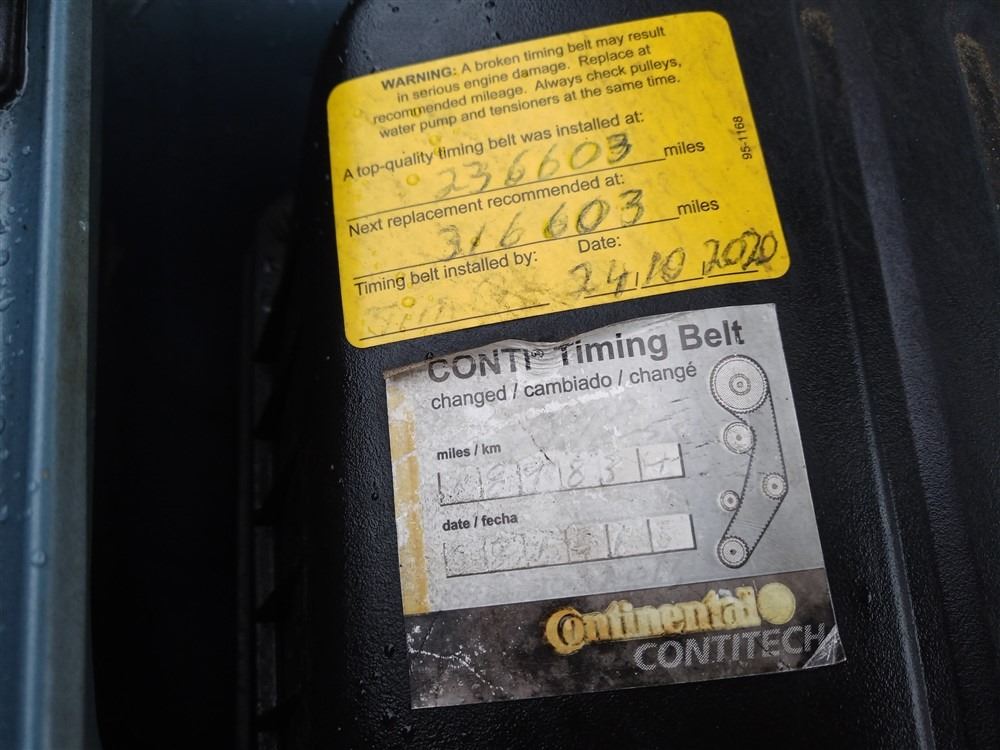 WARNING: A broken timing belt may result
in serious engine damage. Replace at
recommended mileage. Always check pulleys,
water pump and tensioners at the same time.
A top-quality timing belt was installed at:
236603 miles
Next replacement recommended at:
316603 miles
Timing belt installed by: Date:
24 10 2020
95-1168
CONTI® Timing Belt
changed / cambiado / changé
miles / km
date / fecha
Continental
CONTITECH